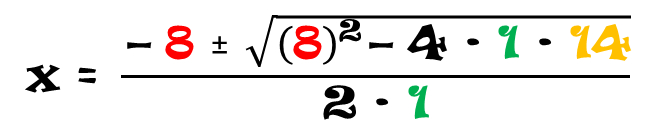 x = (-8 ± √((8)² - 4 · 1 · 14)) / (2 · 1)